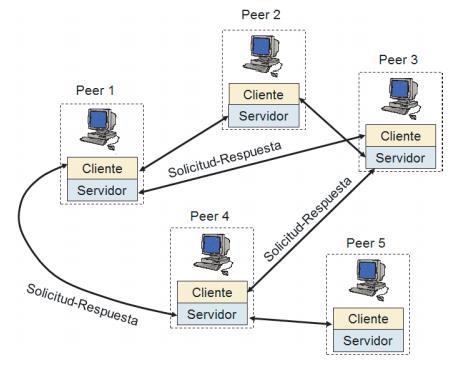 Peer 2
Cliente
Servidor
Peer 3
Cliente
Servidor
Peer 1
Cliente
Servidor
Solicitud-Respuesta
Solicitud-Respuesta
Peer 4
Cliente
Servidor
Peer 5
Cliente
Servidor
Solicitud-Respuesta